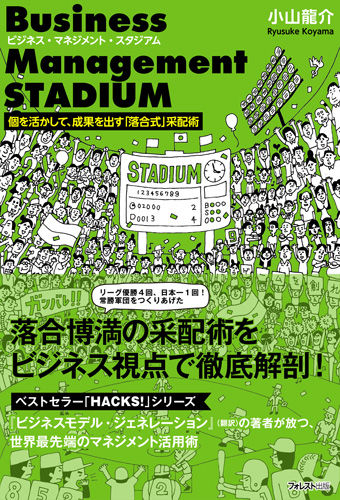 Business
ビジネス・マネジメント・スタジアム
Management
STADIUM
小山龍介
Ryusuke Koyama
個を活かして、成果を出す「落合式」采配術
STADIUM
123456789
02000 2
0013 4
ガンバレ!!
リーグ優勝4回、日本一1回!
常勝軍団をつくりあげた
落合博満の采配術を
ビジネス視点で徹底解剖!
ベストセラー「HACKS!」シリーズ
『ビジネスモデル・ジェネレーション』(翻訳)の著者が放つ、
世界最先端のマネジメント活用術
フォレスト出版